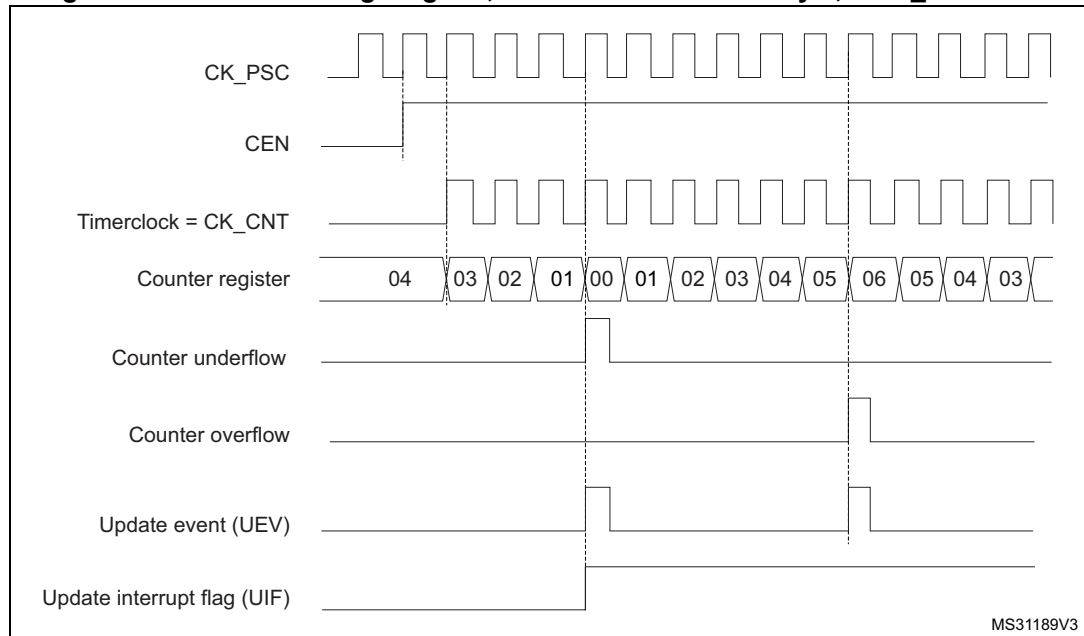 CK_PSC
CEN
Timerclock = CK_CNT
Counter register 04 03 02 01 00 01 02 03 04 05 06 05 04 03
Counter underflow
Counter overflow
Update event (UEV)
Update interrupt flag (UIF)
MS31189V3